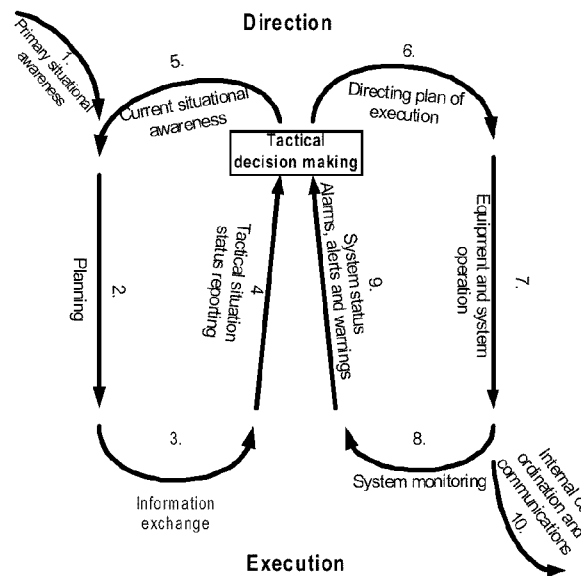 Direction
1.
Primary situational
awareness
5.
Current situational
awareness
6.
Directing plan of
execution
Tactical
decision making
2.
Planning
4
Tactical situation
status reporting
9.
System status
Alarms, alerts and warnings
7.
Equipment and system
operation
3.
Information
exchange
8.
System monitoring
Internal
ordination and
communications
10.
Execution